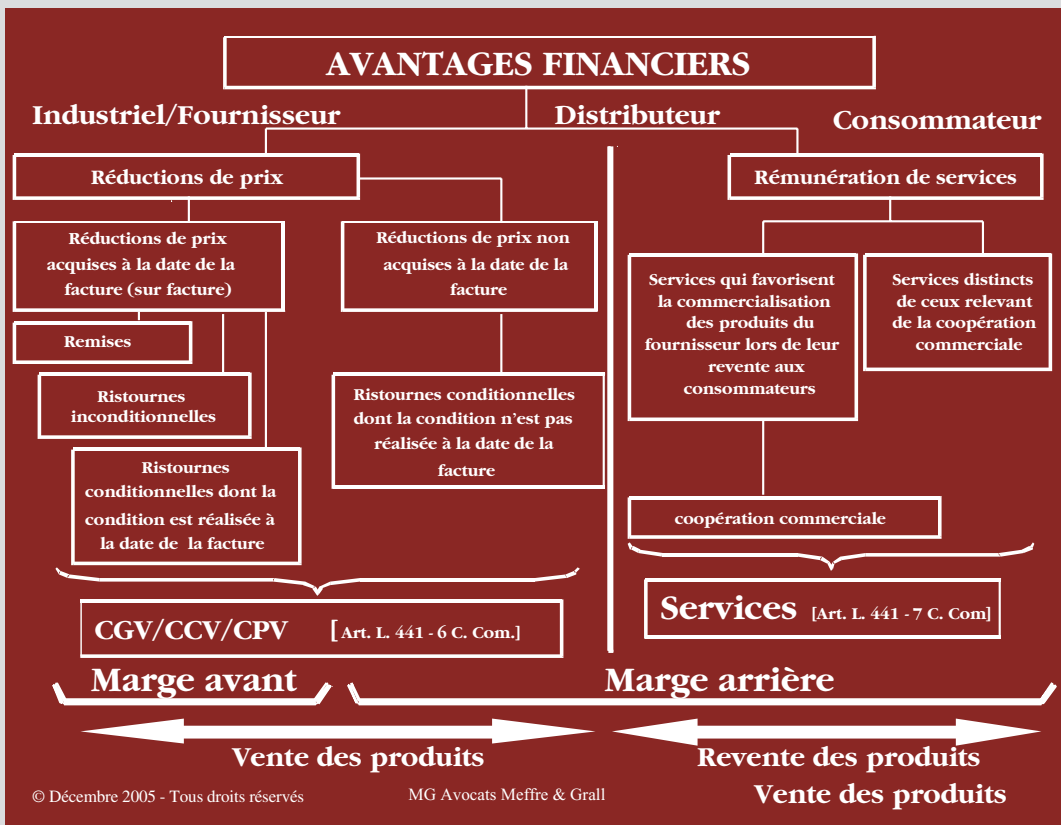 AVANTAGES FINANCIERS
Industriel/Fournisseur
Distributeur
Consommateur
Réductions de prix
Rémunération de services
Réductions de prix
acquises à la date de la
facture (sur facture)
Réductions de prix non
acquises à la date de la
facture
Services qui favorisent
la commercialisation
des produits du
fournisseur lors de leur
revente aux
consommateurs
Services distincts
de ceux relevant
de la coopération
commerciale
Remises
Ristournes
inconditionnelles
Ristournes conditionnelles
dont la condition n'est pas
réalisée à la date de la
facture
Ristournes
conditionnelles dont la
condition est réalisée à
la date de la facture
coopération commerciale
CGV/CCV/CPV [Art. L. 441 - 6 C. Com.]
Services [Art. L. 441 - 7 C. Com]
Marge avant
Marge arrière
Vente des produits
Revente des produits
Vente des produits
© Décembre 2005 - Tous droits réservés
MG Avocats Meffre & Grall